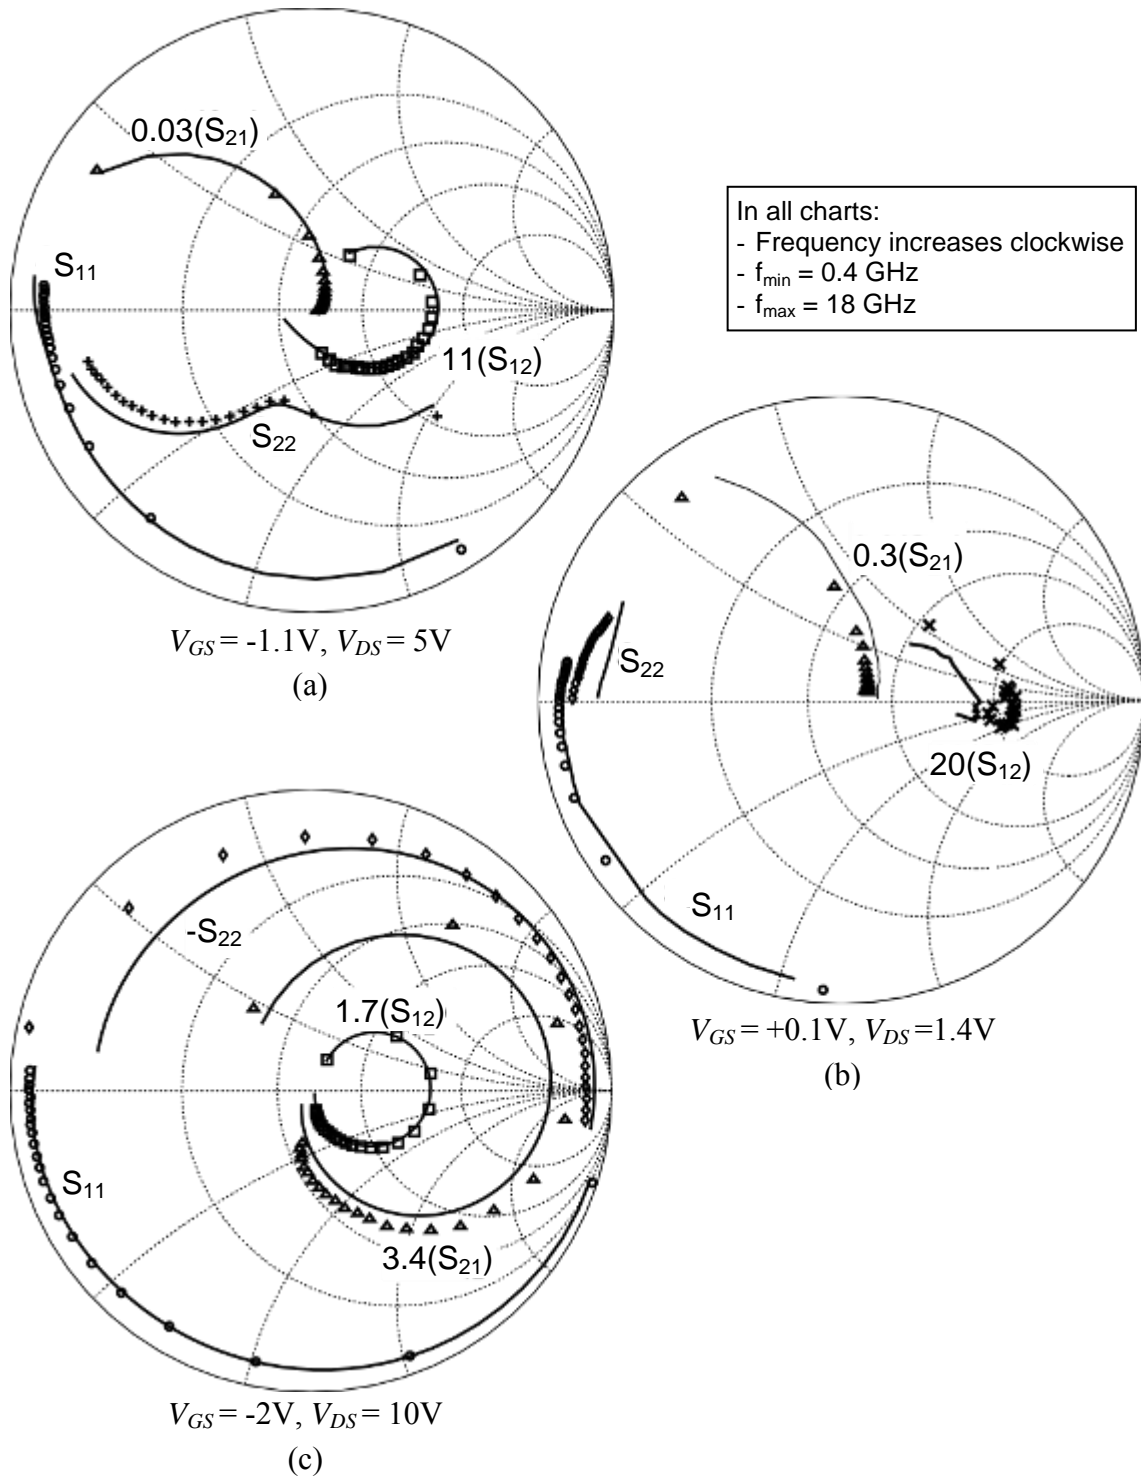 0.03(S21)
S11
11(S12)
S22
VGS = -1.1V, VDS = 5V
(a)
In all charts:
- Frequency increases clockwise
- fmin = 0.4 GHz
- fmax = 18 GHz
0.3(S21)
S22
20(S12)
S11
VGS = +0.1V, VDS =1.4V
(b)
-S22
1.7(S12)
S11
3.4(S21)
VGS = -2V, VDS = 10V
(c)